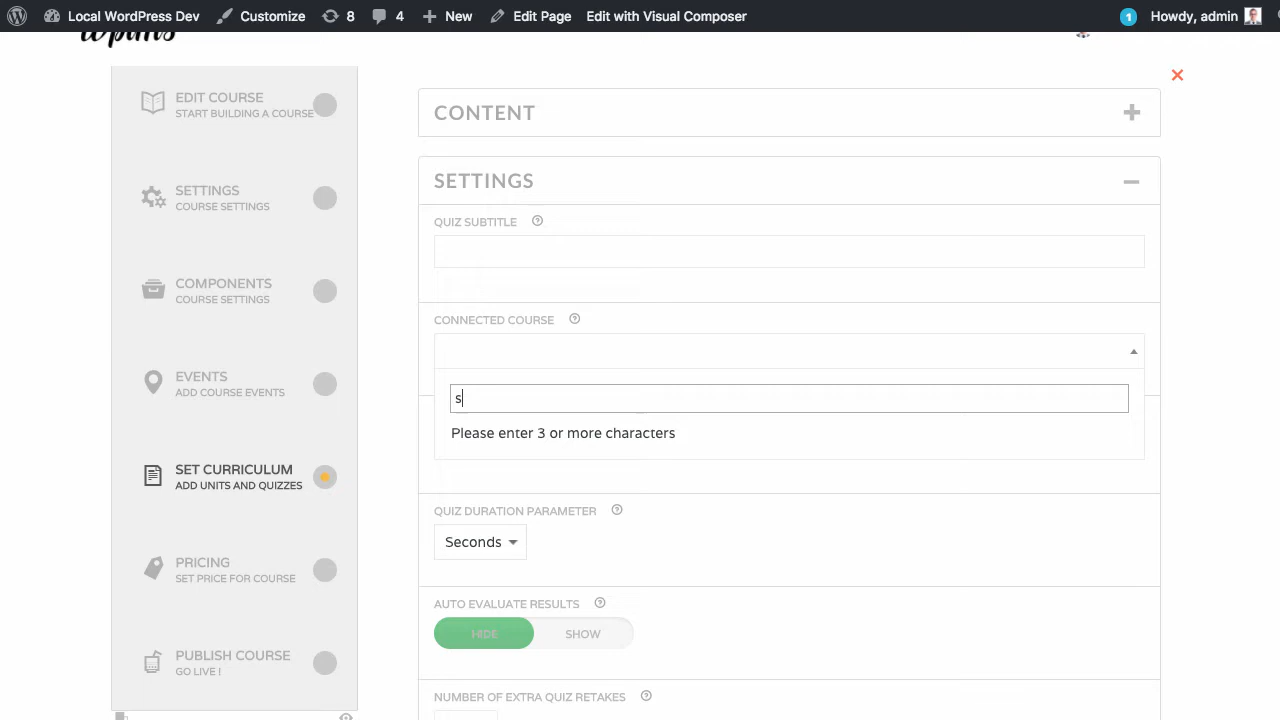 Local WordPress Dev Customize 8 4 New Edit Page Edit with Visual Composer 1 Howdy, admin
wplms
EDIT COURSE
START BUILDING A COURSE
SETTINGS
COURSE SETTINGS
COMPONENTS
COURSE SETTINGS
EVENTS
ADD COURSE EVENTS
SET CURRICULUM
ADD UNITS AND QUIZZES
PRICING
SET PRICE FOR COURSE
PUBLISH COURSE
GO LIVE !
CONTENT
SETTINGS
QUIZ SUBTITLE
CONNECTED COURSE
s
Please enter 3 or more characters
QUIZ DURATION PARAMETER
Seconds
AUTO EVALUATE RESULTS
HIDE SHOW
NUMBER OF EXTRA QUIZ RETAKES